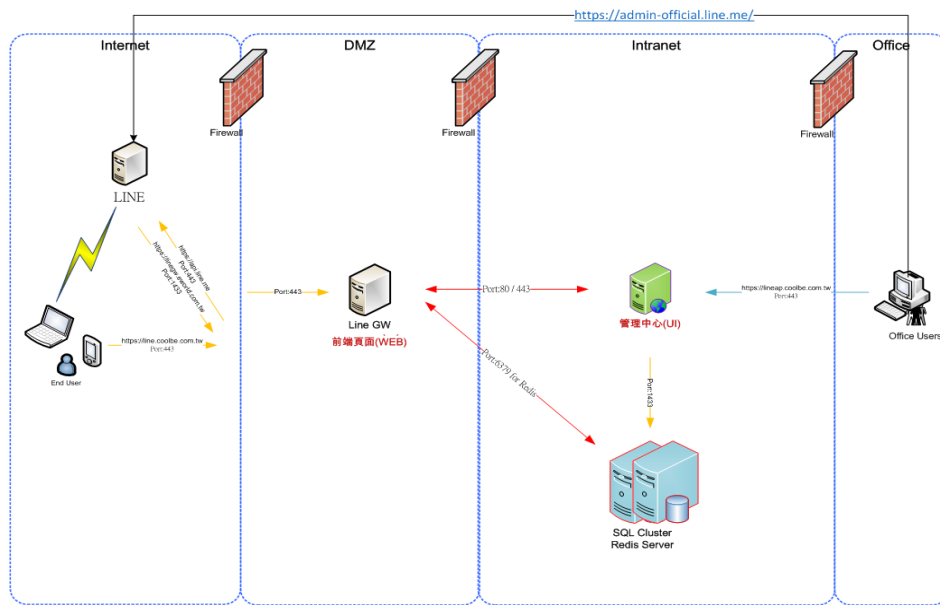 https://admin-official.line.me/
Internet
DMZ
Intranet
Office
Firewall
Firewall
Firewall
LINE
https://api.line.me
Port:443
https://linegw.eworld.com.tw
Port:1433
Port:443
Line GW
前端頁面(WEB)
Port:80 / 443
管理中心(UI)
https://lineap.coolbe.com.tw
Port:443
Office Users
https://line.coolbe.com.tw
Port:443
End User
Port:6379 for Redis
Port:1433
SQL Cluster
Redis Server